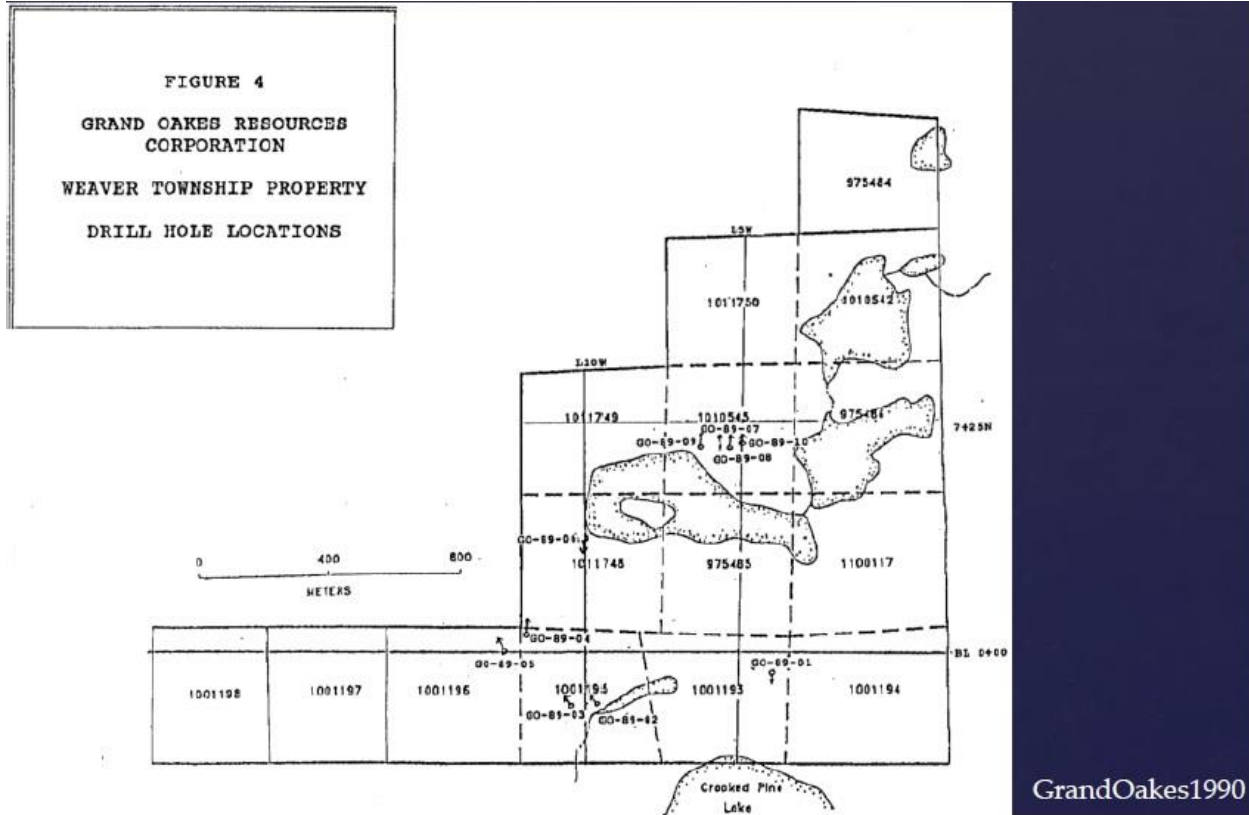 FIGURE 4
GRAND OAKES RESOURCES
CORPORATION
WEAVER TOWNSHIP PROPERTY
DRILL HOLE LOCATIONS
975484
L5W
1011750
1010542
L10W
1011749
1010545
975484
7425N
GO-89-07
GO-89-09
GO-89-10
GO-89-08
GO-89-06
1011748
975485
1100117
0
400
800
METERS
GO-89-04
BL 0+00
GO-89-05
GO-89-01
1001198
1001197
1001196
1001195
1001193
1001194
GO-89-03
GO-89-02
Crooked Pine
Lake
GrandOakes1990